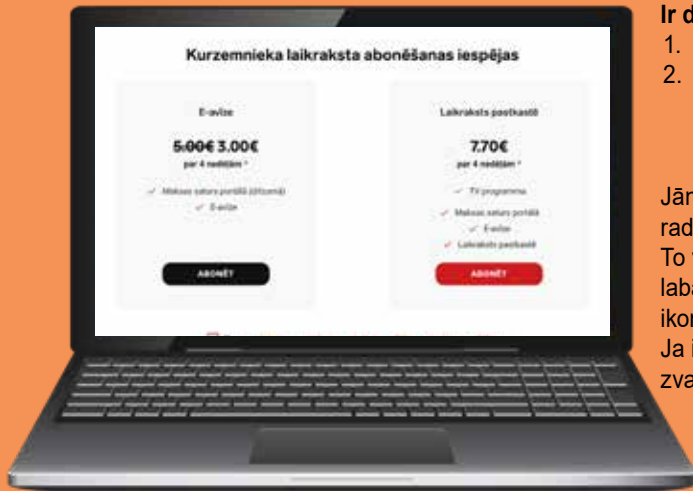 Kurzemnieka laikraksta abonēšanas iespējas
E-avīze
5.00€ 3.00€
par 4 nedēļām *
Maksas saturs portālā
E-avīze
ABONĒT
Laikraksts pastkastē
7.70€
par 4 nedēļām *
TV programma
Maksas saturs portālā
E-avīze
Laikraksts pastkastē
ABONĒT
Ir d
1.
2.
Jān
rad
To
laba
ikon
Ja i
zva